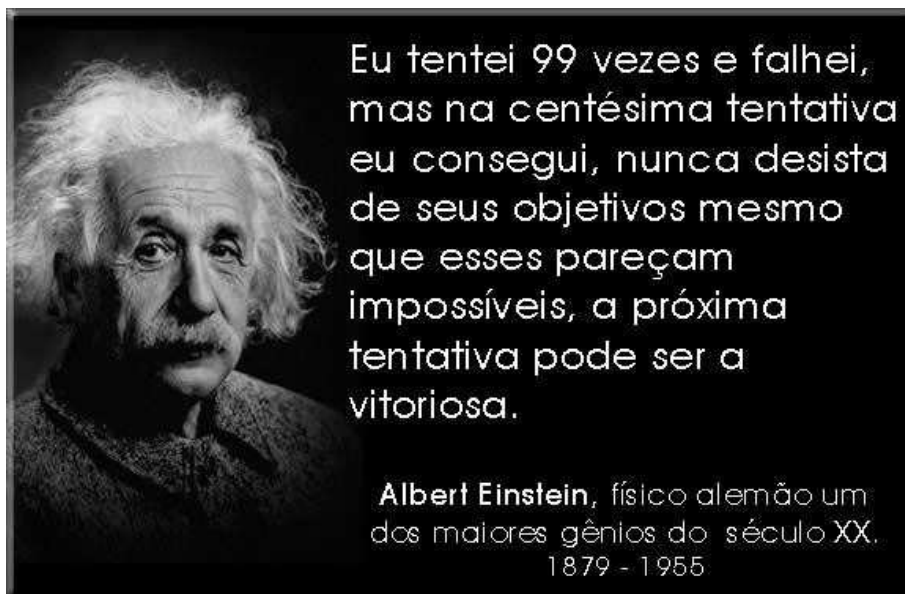 Eu tentei 99 vezes e falhei,
mas na centésima tentativa
eu consegui, nunca desista
de seus objetivos mesmo
que esses pareçam
impossíveis, a próxima
tentativa pode ser a
vitoriosa.
Albert Einstein, físico alemão um
dos maiores gênios do século XX.
1879 - 1955